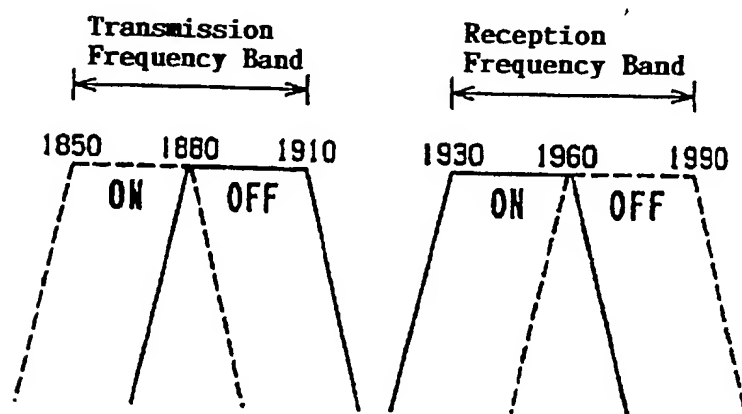 Transmission
Frequency Band
Reception
Frequency Band
1850 1880 1910
ON OFF
1930 1960 1990
ON OFF